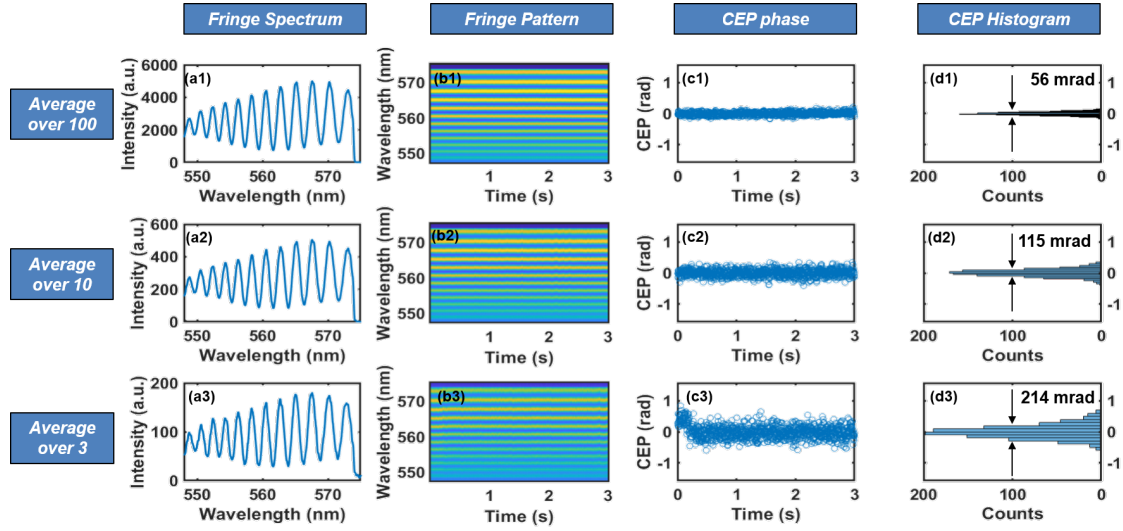 Fringe Spectrum
Fringe Pattern
CEP phase
CEP Histogram
Average
over 100
(a1)
6000
4000
2000
0
Intensity (a.u.)
550
560
570
Wavelength (nm)
(b1)
570
560
550
Wavelength (nm)
1
2
3
Time (s)
(c1)
1
0
-1
CEP (rad)
0
1
2
3
Time (s)
(d1)
56 mrad
1
0
-1
200
100
0
Counts
Average
over 10
(a2)
600
400
200
0
Intensity (a.u.)
550
560
570
Wavelength (nm)
(b2)
570
560
550
Wavelength (nm)
1
2
3
Time (s)
(c2)
1
0
-1
CEP (rad)
0
1
2
3
Time (s)
(d2)
115 mrad
1
0
-1
200
100
0
Counts
Average
over 3
(a3)
200
100
0
Intensity (a.u.)
550
560
570
Wavelength (nm)
(b3)
570
560
550
Wavelength (nm)
1
2
3
Time (s)
(c3)
1
0
-1
CEP (rad)
0
1
2
3
Time (s)
(d3)
214 mrad
1
0
-1
200
100
0
Counts